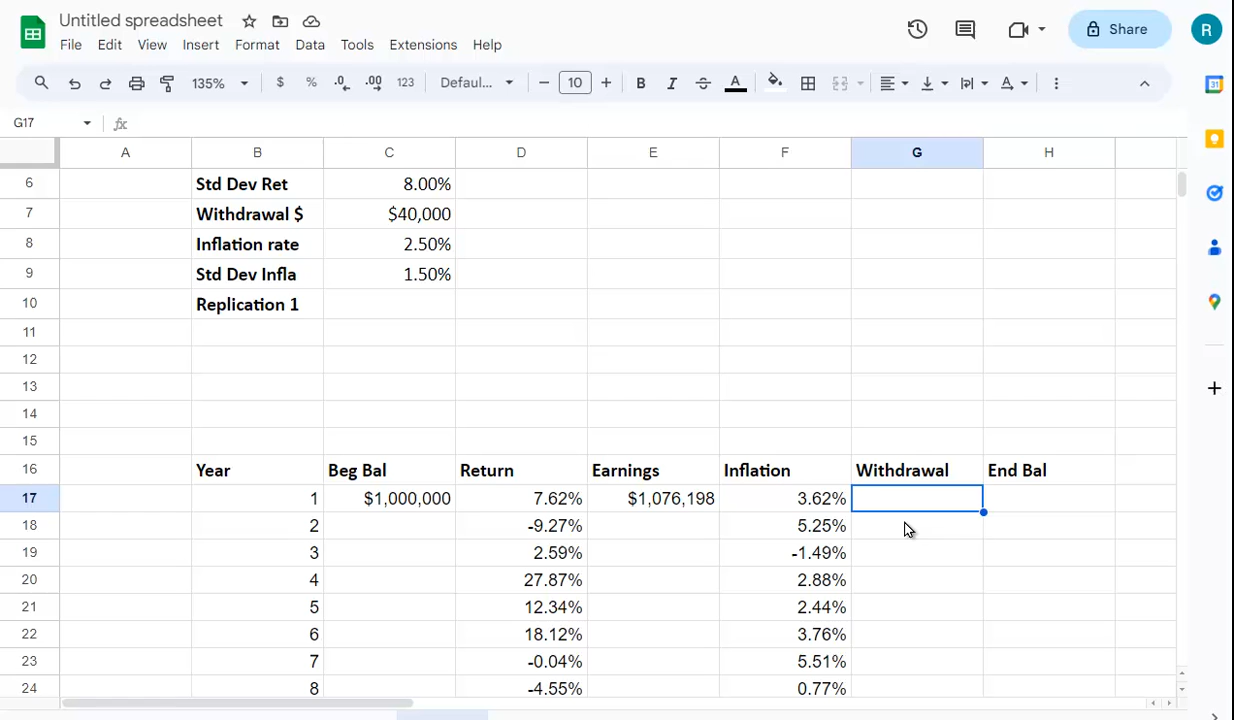 Untitled spreadsheet
File Edit View Insert Format Data Tools Extensions Help
Share
R
135% $ % .0 .00 123 Defaul... 10 B I A
G17 fx
A B C D E F G H
6 Std Dev Ret 8.00%
7 Withdrawal $ $40,000
8 Inflation rate 2.50%
9 Std Dev Infla 1.50%
10 Replication 1
11
12
13
14
15
16 Year Beg Bal Return Earnings Inflation Withdrawal End Bal
17 1 $1,000,000 7.62% $1,076,198 3.62%
18 2 -9.27% 5.25%
19 3 2.59% -1.49%
20 4 27.87% 2.88%
21 5 12.34% 2.44%
22 6 18.12% 3.76%
23 7 -0.04% 5.51%
24 8 -4.55% 0.77%